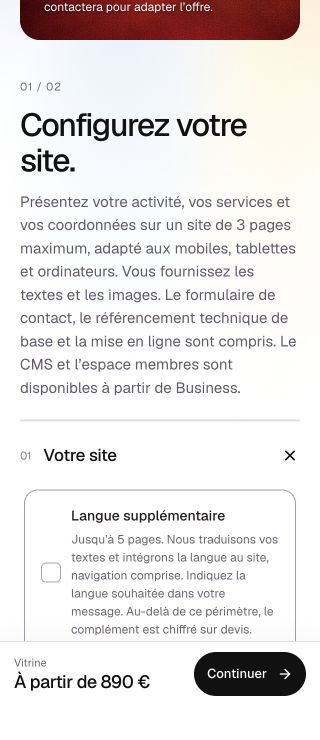 contactera pour adapter l'offre.
01 / 02
Configurez votre
site.
Présentez votre activité, vos services et
vos coordonnées sur un site de 3 pages
maximum, adapté aux mobiles, tablettes
et ordinateurs. Vous fournissez les
textes et les images. Le formulaire de
contact, le référencement technique de
base et la mise en ligne sont compris. Le
CMS et l'espace membres sont
disponibles à partir de Business.
01 Votre site
Langue supplémentaire
Jusqu'à 5 pages. Nous traduisons vos
textes et intégrons la langue au site,
navigation comprise. Indiquez la
langue souhaitée dans votre
message. Au-delà de ce périmètre, le
complément est chiffré sur devis.
Vitrine
À partir de 890 €
Continuer →